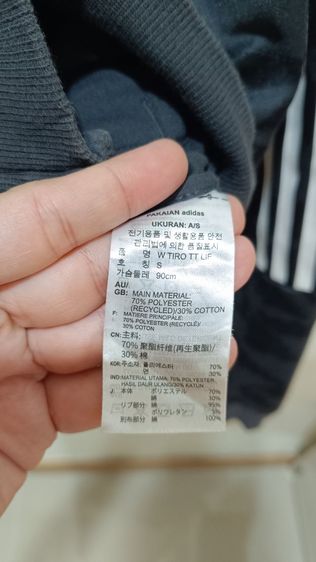 PAKAIAN adidas
UKURAN: A/S
전기용품 및 생활용품 안전
관리법에 의한 품질표시
품 명 W TIRO TT LIF
호 칭 S
가슴둘레 90cm
AU/
GB: MAIN MATERIAL:
70% POLYESTER
(RECYCLED)/30% COTTON
F: MATIERE PRINCIPALE:
70% POLYESTER (RECYCLE)/
30% COTON
CN: 主料:
70% 聚酯纤维(再生聚酯)/
30% 棉
KOR: 주소재: 폴리에스터 70%
면 30%
IND: MATERIAL UTAMA: 70% POLYESTER,
HASIL DAUR ULANG/30% KATUN
J: 本体 ポリエステル 70%
綿 30%
リブ部分 綿 95%
ポリウレタン 5%
別布部分 綿 100%